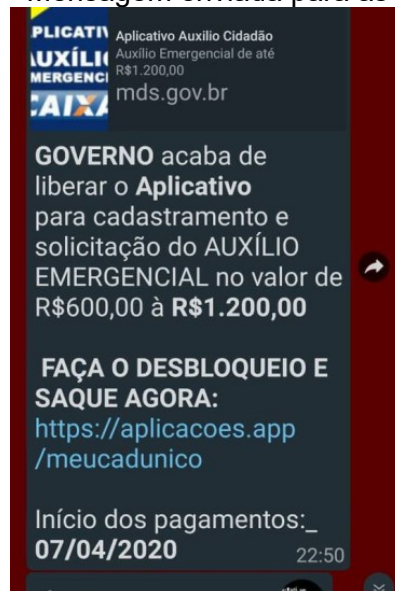 Mensagem enviada para as
PLICATIV
AUXÍLI
MERGENCI
CAIXA
Aplicativo Auxilio Cidadão
Auxílio Emergencial de até
R$1.200,00
mds.gov.br
GOVERNO acaba de
liberar o Aplicativo
para cadastramento e
solicitação do AUXÍLIO
EMERGENCIAL no valor de
R$600,00 à R$1.200,00
FAÇA O DESBLOQUEIO E
SAQUE AGORA:
https://aplicacoes.app
/meucadunico
Início dos pagamentos:_
07/04/2020
22:50